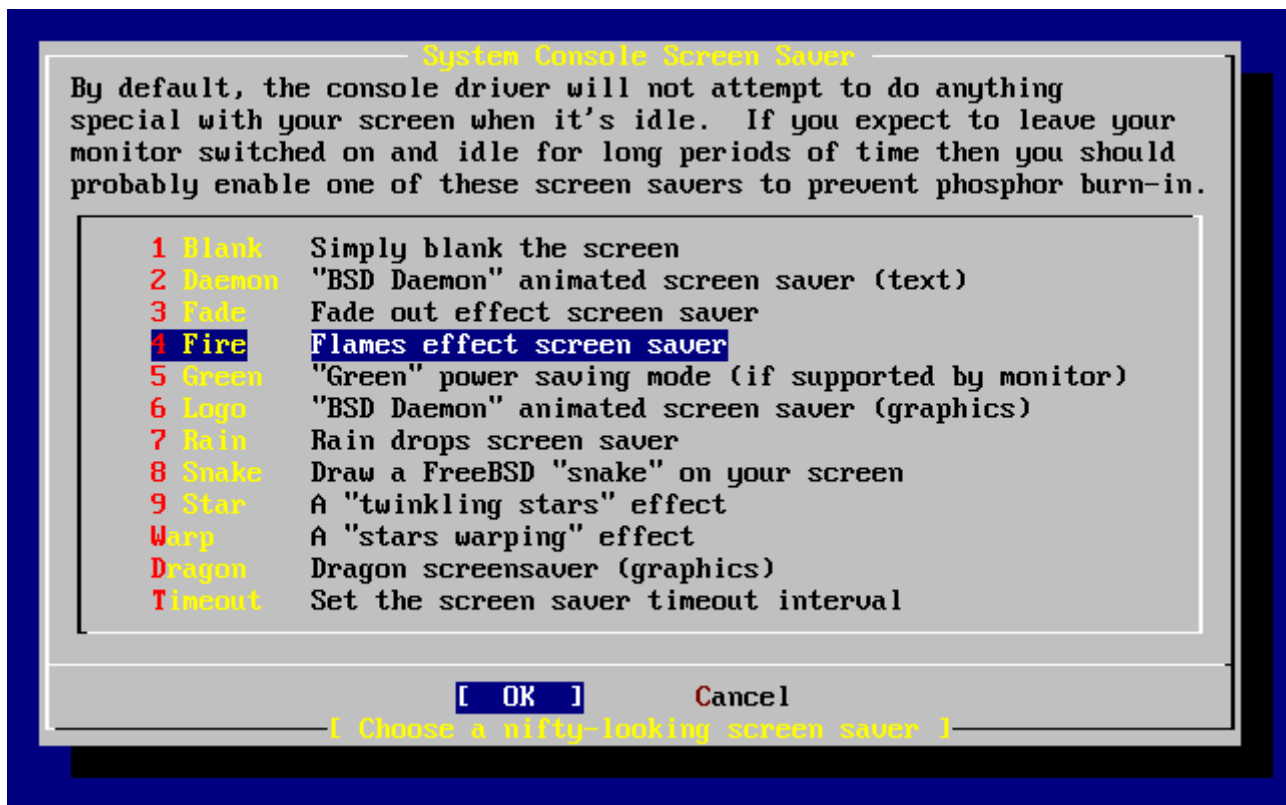 System Console Screen Saver
By default, the console driver will not attempt to do anything
special with your screen when it's idle.  If you expect to leave your
monitor switched on and idle for long periods of time then you should
probably enable one of these screen savers to prevent phosphor burn-in.
1 Blank   Simply blank the screen
2 Daemon  "BSD Daemon" animated screen saver (text)
3 Fade    Fade out effect screen saver
4 Fire    Flames effect screen saver
5 Green   "Green" power saving mode (if supported by monitor)
6 Logo    "BSD Daemon" animated screen saver (graphics)
7 Rain    Rain drops screen saver
8 Snake   Draw a FreeBSD "snake" on your screen
9 Star    A "twinkling stars" effect
Warp      A "stars warping" effect
Dragon    Dragon screensaver (graphics)
Timeout   Set the screen saver timeout interval
[  OK  ]       Cancel
[ Choose a nifty-looking screen saver ]